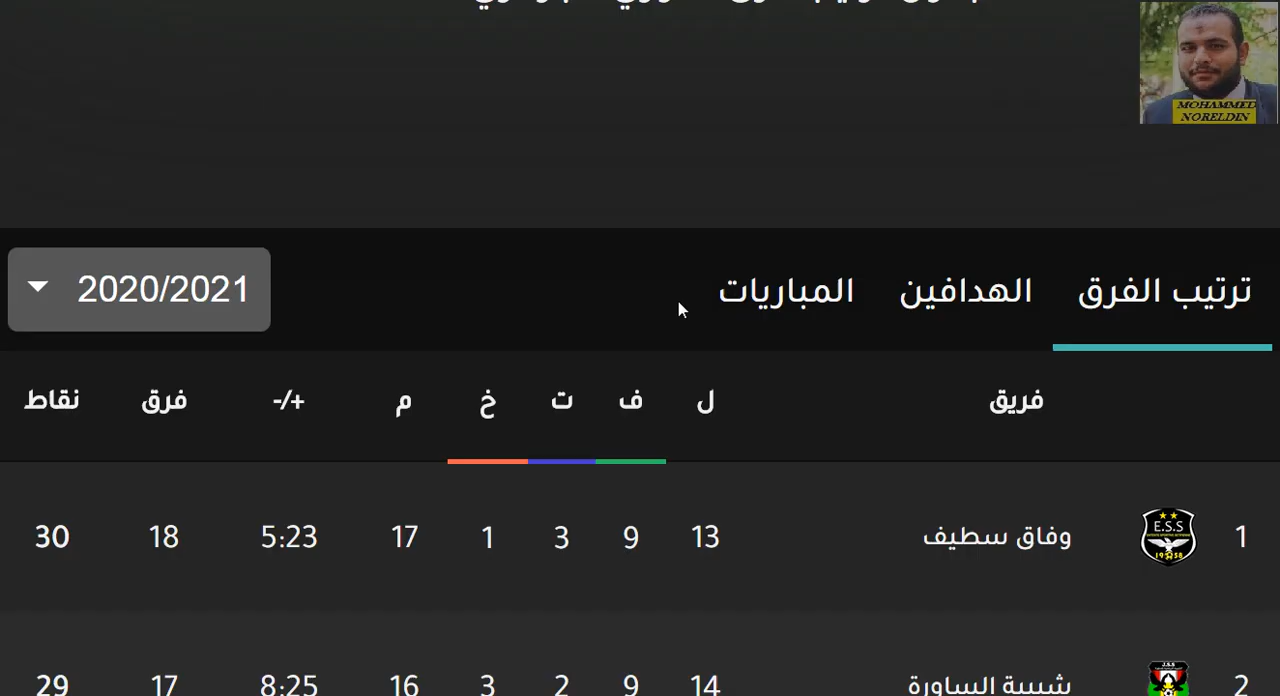 MOHAMMED
NORELDIN
ترتيب الفرق الهدافين المباريات 2020/2021
فريق ل ف ت خ م +/- فرق نقاط
1 E.S.S 1958 وفاق سطيف 13 9 3 1 17 5:23 18 30
2 J.S.S شبيبة الساورة 14 9 2 3 16 8:25 17 29